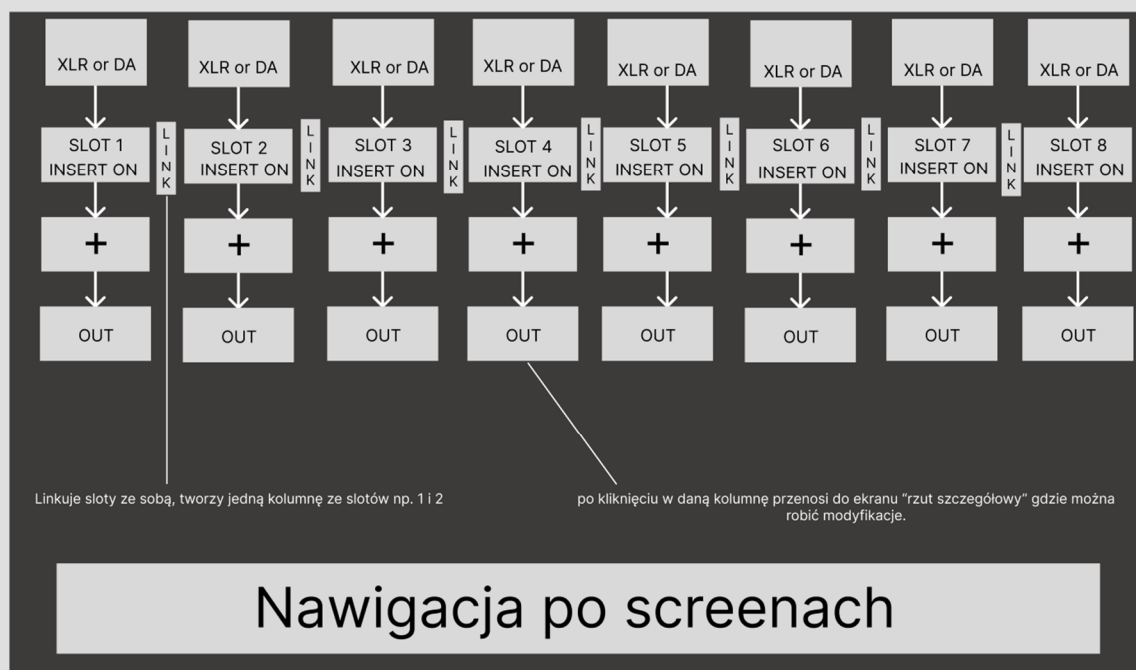 XLR or DA
XLR or DA
XLR or DA
XLR or DA
XLR or DA
XLR or DA
XLR or DA
XLR or DA
SLOT 1
INSERT ON
LINK
SLOT 2
INSERT ON
LINK
SLOT 3
INSERT ON
LINK
SLOT 4
INSERT ON
LINK
SLOT 5
INSERT ON
LINK
SLOT 6
INSERT ON
LINK
SLOT 7
INSERT ON
LINK
SLOT 8
INSERT ON
+
+
+
+
+
+
+
+
OUT
OUT
OUT
OUT
OUT
OUT
OUT
OUT
Linkuje sloty ze sobą, tworzy jedną kolumnę ze slotów np. 1 i 2
po kliknięciu w daną kolumnę przenosi do ekranu “rzut szczegółowy” gdzie można
robić modyfikacje.
Nawigacja po screenach